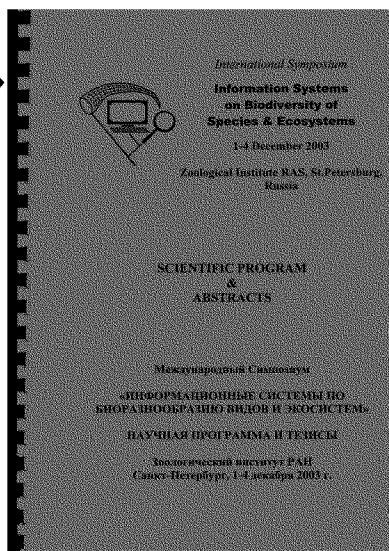 International Symposium
Information Systems
on Biodiversity of
Species & Ecosystems
1-4 December 2003
Zoological Institute RAS, St.Petersburg,
Russia
SCIENTIFIC PROGRAM
&
ABSTRACTS
Международный Симпозиум
«ИНФОРМАЦИОННЫЕ СИСТЕМЫ ПО
БИОРАЗНООБРАЗИЮ ВИДОВ И ЭКОСИСТЕМ»
НАУЧНАЯ ПРОГРАММА И ТЕЗИСЫ
Зоологический институт РАН
Санкт-Петербург, 1-4 декабря 2003 г.